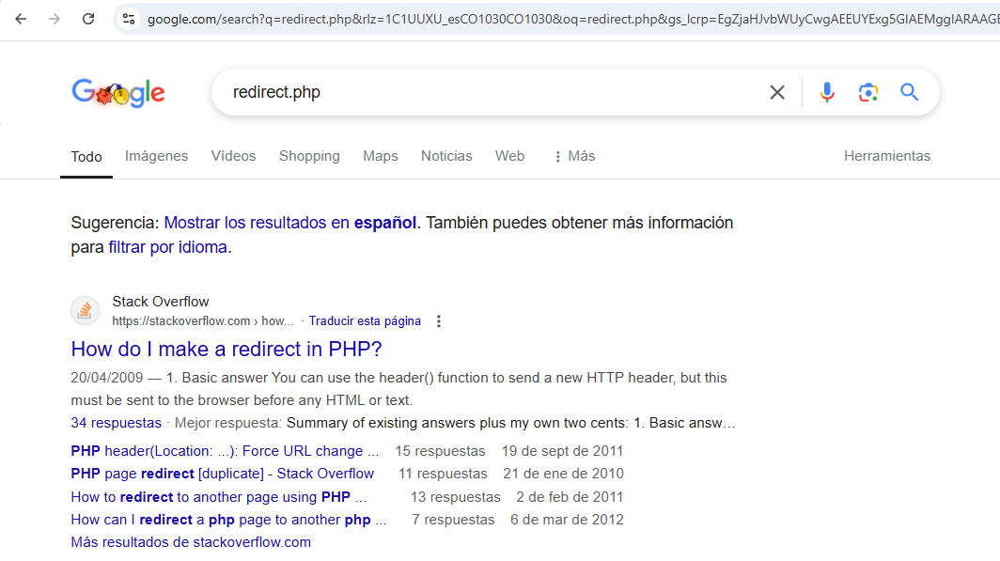 google.com/search?q=redirect.php&rlz=1C1UUXU_esCO1030CO1030&oq=redirect.php&gs_lcrp=EgZjaHJvbWUyCwgAEEUYExg5GIAEMggIARAAGB
Google
redirect.php
Todo Imágenes Vídeos Shopping Maps Noticias Web Más Herramientas
Sugerencia: Mostrar los resultados en español. También puedes obtener más información
para filtrar por idioma.
Stack Overflow
https://stackoverflow.com › how... · Traducir esta página
How do I make a redirect in PHP?
20/04/2009 — 1. Basic answer You can use the header() function to send a new HTTP header, but this
must be sent to the browser before any HTML or text.
34 respuestas · Mejor respuesta: Summary of existing answers plus my own two cents: 1. Basic answ…
PHP header(Location: ...): Force URL change ... 15 respuestas 19 de sept de 2011
PHP page redirect [duplicate] - Stack Overflow 11 respuestas 21 de ene de 2010
How to redirect to another page using PHP ... 13 respuestas 2 de feb de 2011
How can I redirect a php page to another php ... 7 respuestas 6 de mar de 2012
Más resultados de stackoverflow.com